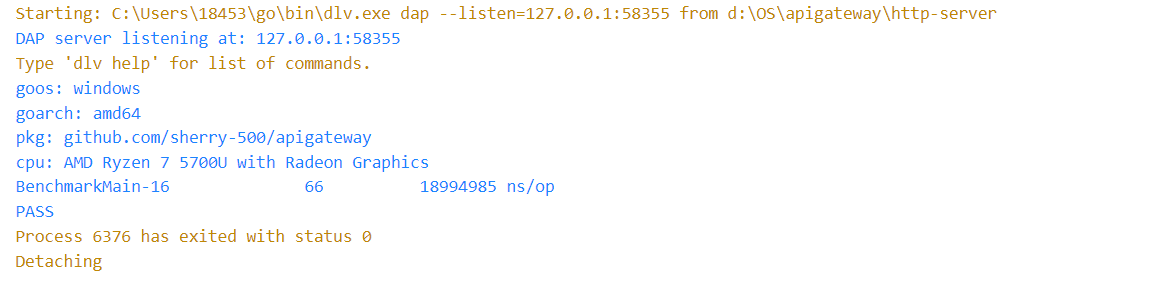 Starting: C:\Users\18453\go\bin\dlv.exe dap --listen=127.0.0.1:58355 from d:\OS\apigateway\http-server
DAP server listening at: 127.0.0.1:58355
Type 'dlv help' for list of commands.
goos: windows
goarch: amd64
pkg: github.com/sherry-500/apigateway
cpu: AMD Ryzen 7 5700U with Radeon Graphics
BenchmarkMain-16              66          18994985 ns/op
PASS
Process 6376 has exited with status 0
Detaching